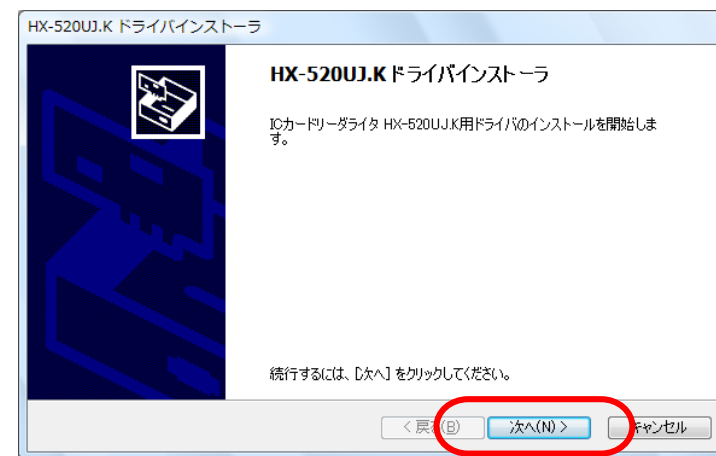 HX-520UJ.K ドライバインストーラ
HX-520UJ.K ドライバインストーラ
ICカードリーダライタ HX-520UJ.K用ドライバのインストールを開始しま
す。
続行するには、[次へ] をクリックしてください。
< 戻る(B) 次へ(N) > キャンセル